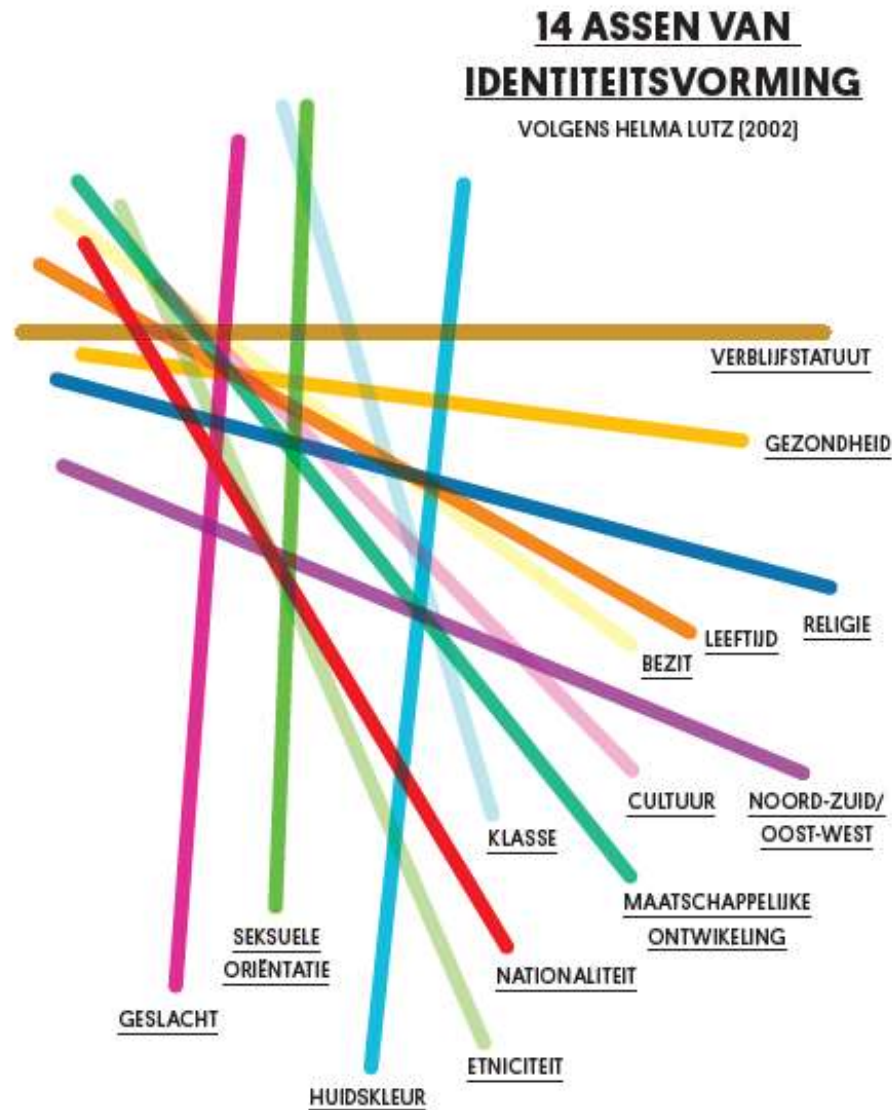 14 ASSEN VAN
IDENTITEITSVORMING
VOLGENS HELMA LUTZ (2002)
VERBLIJFSTATUUT
GEZONDHEID
RELIGIE
LEEFTIJD
BEZIT
NOORD-ZUID/
OOST-WEST
CULTUUR
KLASSE
MAATSCHAPPELIJKE
ONTWIKELING
SEKSUELE
ORIËNTATIE
NATIONALITEIT
GESLACHT
ETNICITEIT
HUIDSKLEUR